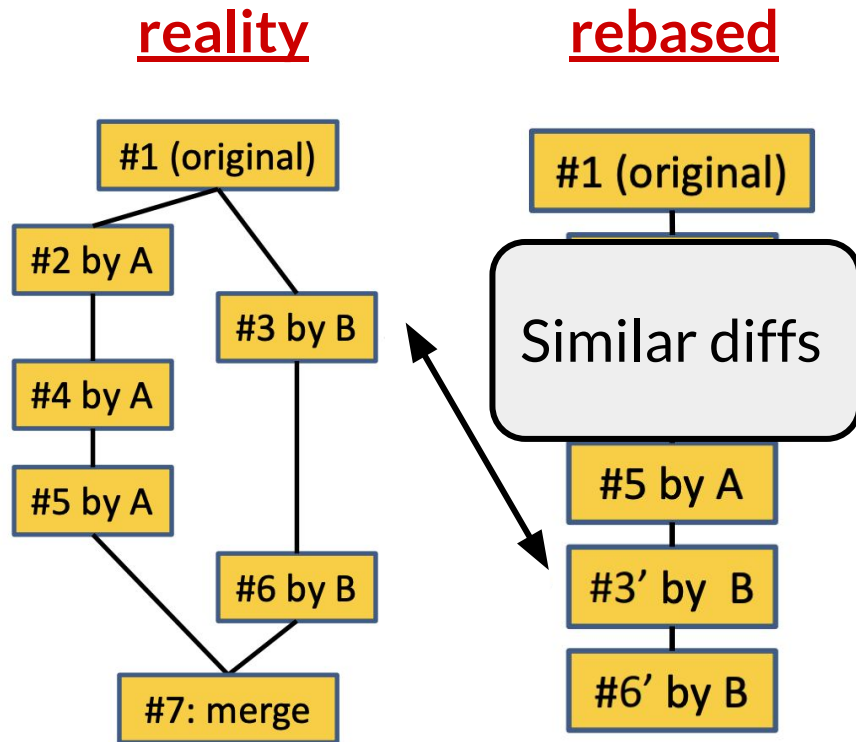 reality
#1 (original)
#2 by A
#3 by B
#4 by A
#5 by A
#6 by B
#7: merge
rebased
#1 (original)
Similar diffs
#5 by A
#3’ by B
#6’ by B